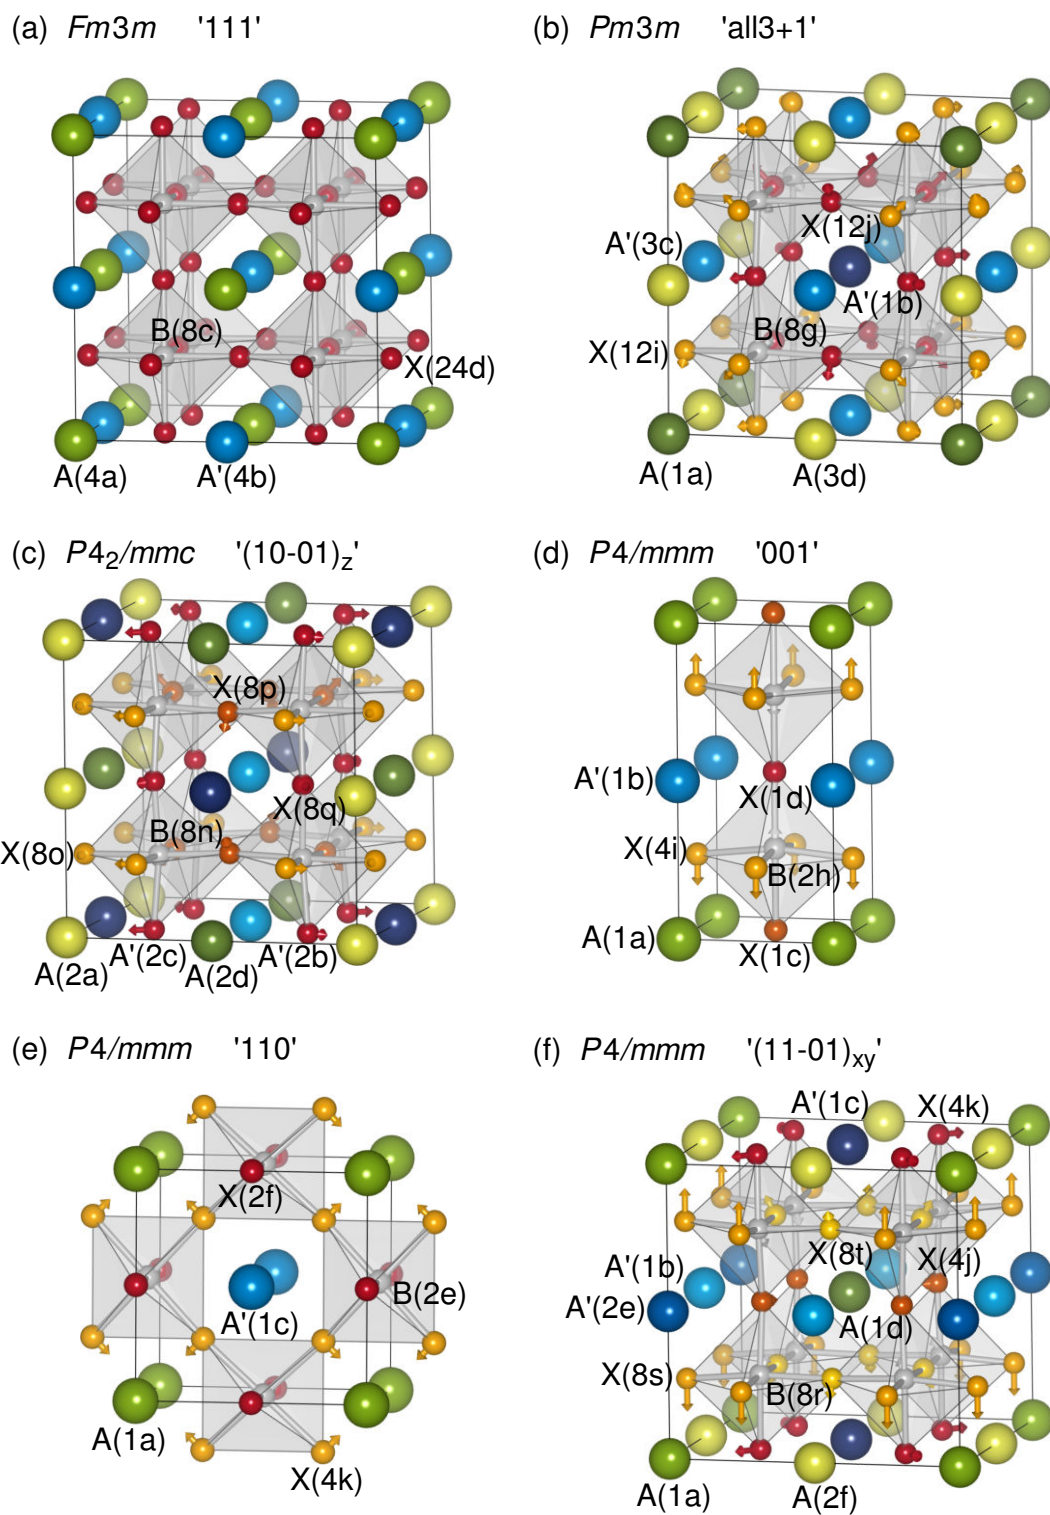 (a) Fm3m '111'
(b) Pm3m 'all3+1'
B(8c)
X(24d)
A(4a)
A'(4b)
A'(3c)
X(12j)
A'(1b)
B(8g)
X(12i)
A(1a)
A(3d)
(c) P4₂/mmc '(10-01)z'
(d) P4/mmm '001'
X(8p)
X(8q)
B(8n)
X(8o)
A'(2c)
A'(2b)
A(2d)
A(2a)
A'(1b)
X(1d)
X(4i)
B(2h)
A(1a)
X(1c)
(e) P4/mmm '110'
(f) P4/mmm '(11-01)xy'
X(2f)
B(2e)
A'(1c)
A(1a)
X(4k)
A'(1c)
X(4k)
X(8t)
X(4j)
A'(1b)
A'(2e)
A(1d)
X(8s)
B(8r)
A(1a)
A(2f)